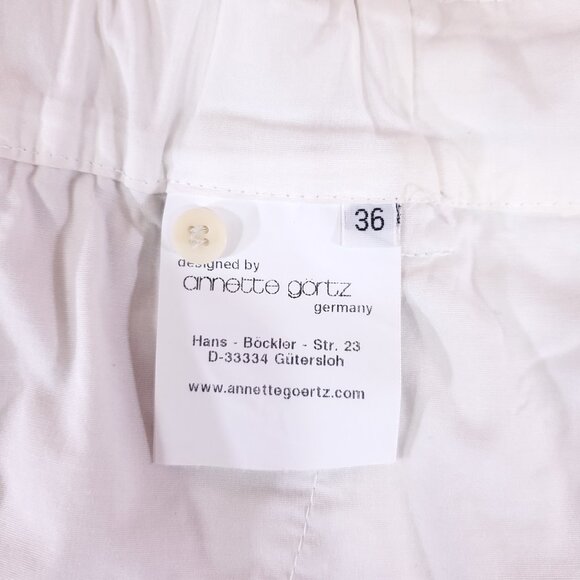 36
designed by
annette görtz
germany
Hans - Böckler - Str. 23
D-33334 Gütersloh
www.annettegoertz.com